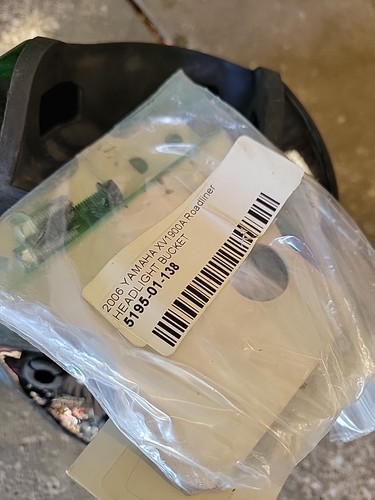 2006 YAMAHA XV1900A Roadliner
HEADLIGHT BUCKET
5195-01-138